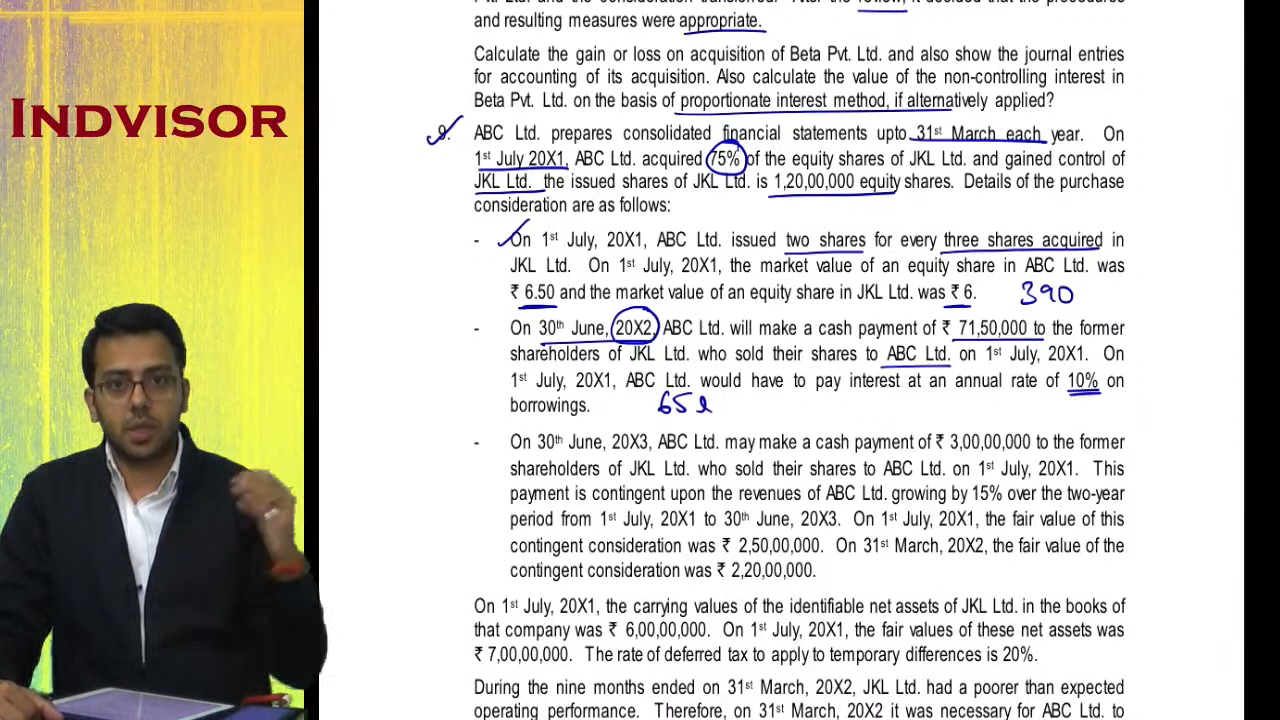 INDVISOR
and resulting measures were appropriate.
Calculate the gain or loss on acquisition of Beta Pvt. Ltd. and also show the journal entries
for accounting of its acquisition. Also calculate the value of the non-controlling interest in
Beta Pvt. Ltd. on the basis of proportionate interest method, if alternatively applied?
9. ABC Ltd. prepares consolidated financial statements upto 31st March each year. On
1st July 20X1, ABC Ltd. acquired 75% of the equity shares of JKL Ltd. and gained control of
JKL Ltd. the issued shares of JKL Ltd. is 1,20,00,000 equity shares. Details of the purchase
consideration are as follows:
- On 1st July, 20X1, ABC Ltd. issued two shares for every three shares acquired in
JKL Ltd. On 1st July, 20X1, the market value of an equity share in ABC Ltd. was
₹ 6.50 and the market value of an equity share in JKL Ltd. was ₹ 6. 390
- On 30th June, 20X2, ABC Ltd. will make a cash payment of ₹ 71,50,000 to the former
shareholders of JKL Ltd. who sold their shares to ABC Ltd. on 1st July, 20X1. On
1st July, 20X1, ABC Ltd. would have to pay interest at an annual rate of 10% on
borrowings. 65 l
- On 30th June, 20X3, ABC Ltd. may make a cash payment of ₹ 3,00,00,000 to the former
shareholders of JKL Ltd. who sold their shares to ABC Ltd. on 1st July, 20X1. This
payment is contingent upon the revenues of ABC Ltd. growing by 15% over the two-year
period from 1st July, 20X1 to 30th June, 20X3. On 1st July, 20X1, the fair value of this
contingent consideration was ₹ 2,50,00,000. On 31st March, 20X2, the fair value of the
contingent consideration was ₹ 2,20,00,000.
On 1st July, 20X1, the carrying values of the identifiable net assets of JKL Ltd. in the books of
that company was ₹ 6,00,00,000. On 1st July, 20X1, the fair values of these net assets was
₹ 7,00,00,000. The rate of deferred tax to apply to temporary differences is 20%.
During the nine months ended on 31st March, 20X2, JKL Ltd. had a poorer than expected
operating performance. Therefore, on 31st March, 20X2 it was necessary for ABC Ltd. to